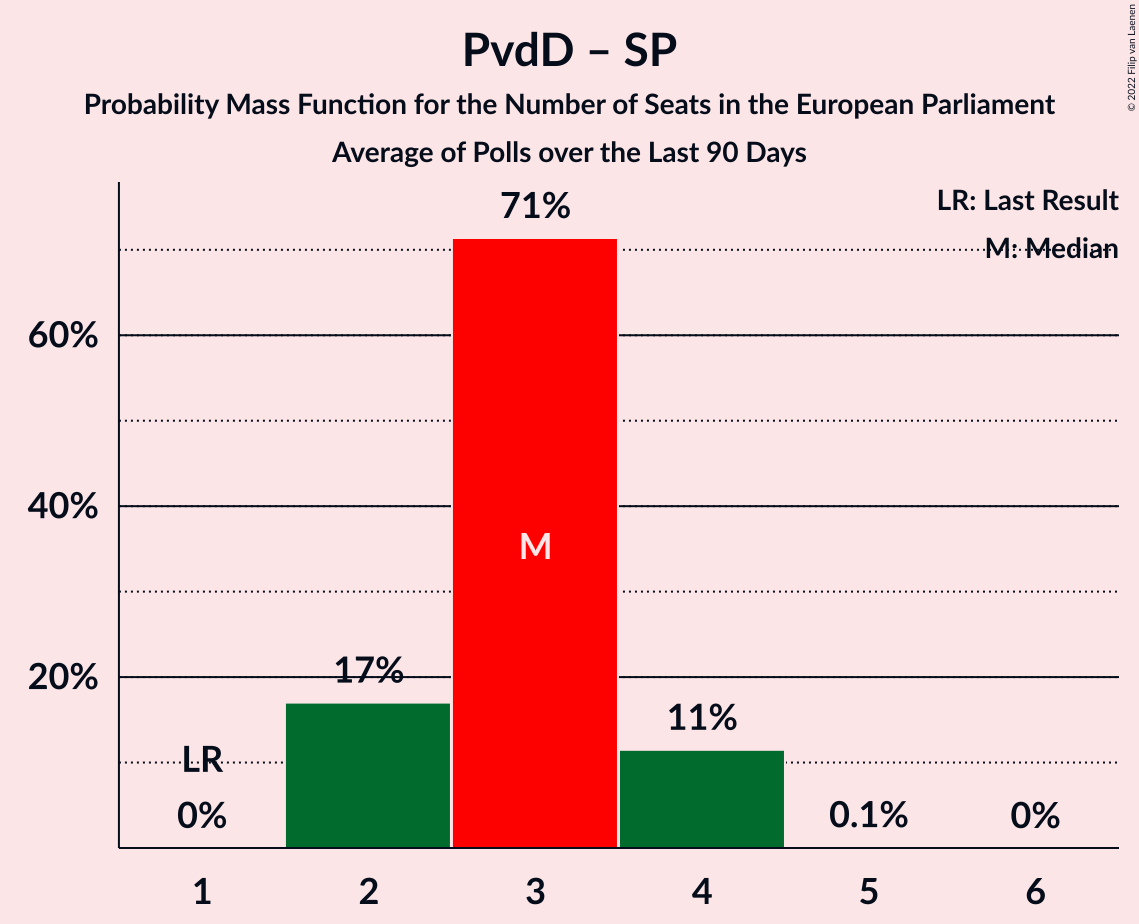 PvdD – SP
Probability Mass Function for the Number of Seats in the European Parliament
Average of Polls over the Last 90 Days
© 2022 Filip van Laenen
LR: Last Result
M: Median
71%
60%
40%
M
20%
17%
11%
LR
0%
0.1%
0%
1 2 3 4 5 6